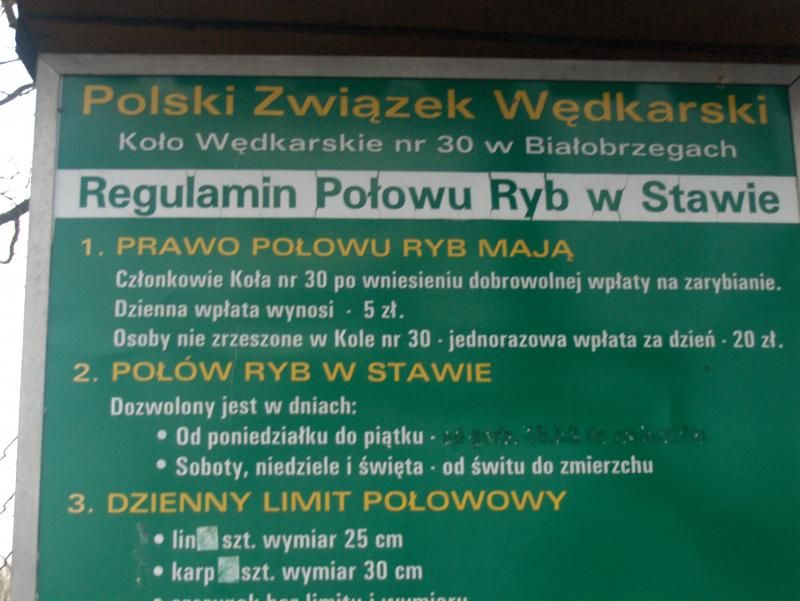 Polski Związek Wędkarski
Koło Wędkarskie nr 30 w Białobrzegach
Regulamin Połowu Ryb w Stawie
1. PRAWO POŁOWU RYB MAJĄ
Członkowie Koła nr 30 po wniesieniu dobrowolnej wpłaty na zarybianie.
Dzienna wpłata wynosi - 5 zł.
Osoby nie zrzeszone w Kole nr 30 - jednorazowa wpłata za dzień - 20 zł.
2. POŁÓW RYB W STAWIE
Dozwolony jest w dniach:
• Od poniedziałku do piątku -
• Soboty, niedziele i święta - od świtu do zmierzchu
3. DZIENNY LIMIT POŁOWOWY
• lin szt. wymiar 25 cm
• karp szt. wymiar 30 cm
bez limitu i wymiaru